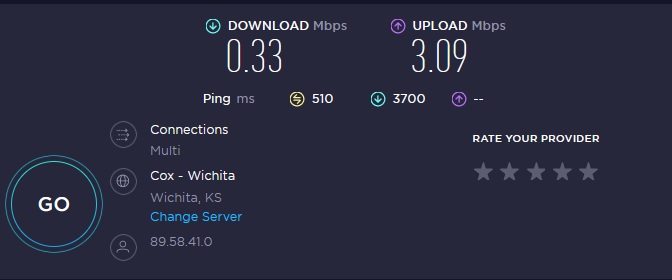 DOWNLOAD Mbps
0.33
UPLOAD Mbps
3.09
Ping ms 510 3700 --
Connections
Multi
Cox - Wichita
Wichita, KS
Change Server
89.58.41.0
GO
RATE YOUR PROVIDER